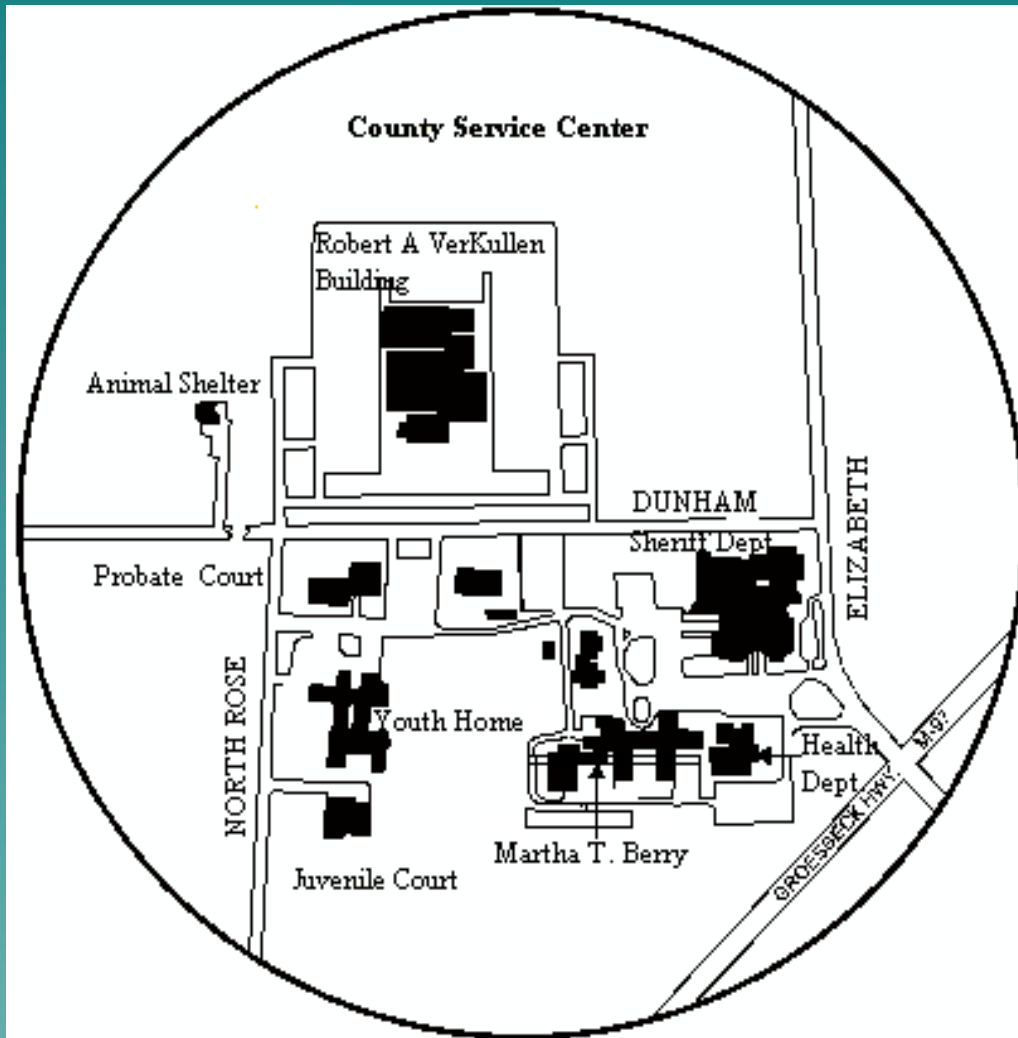 County Service Center
Robert A VerKullen
Building
Animal Shelter
DUNHAM
Sheriff Dept
ELIZABETH
Probate Court
NORTH ROSE
Youth Home
Health
Dept
M-97
GROESBECK HWY.
Martha T. Berry
Juvenile Court